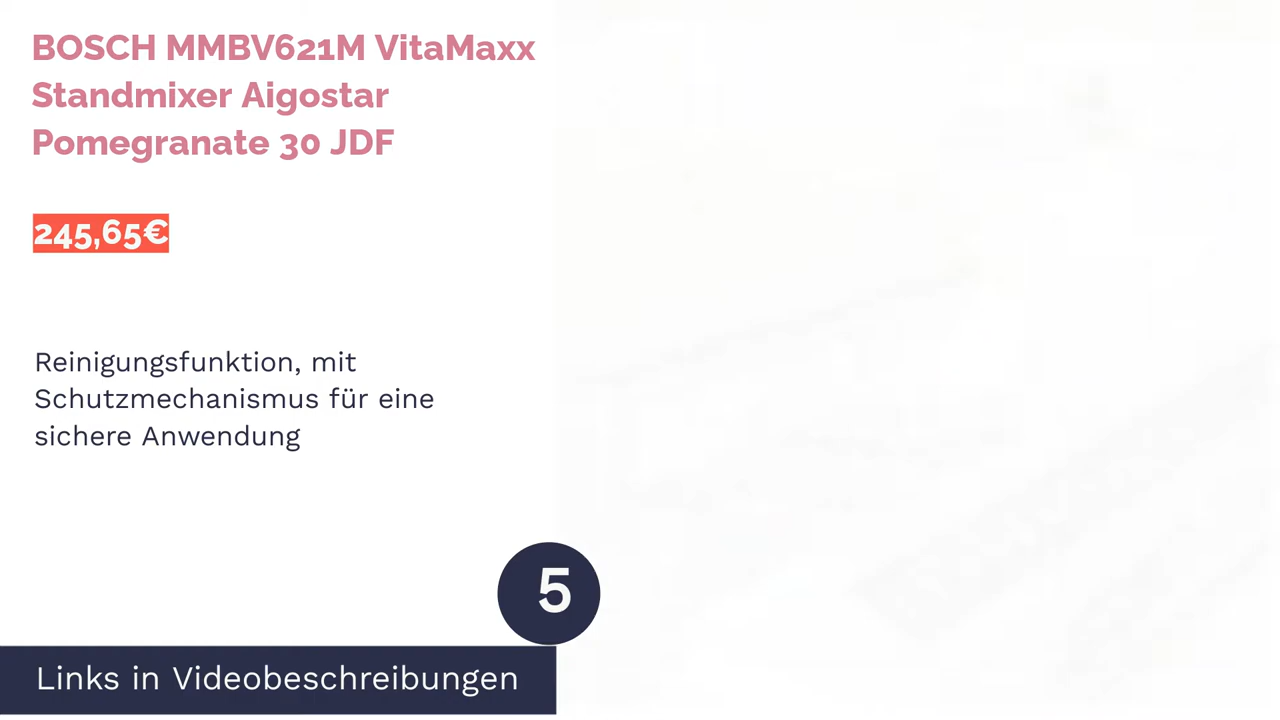 BOSCH MMBV621M VitaMaxx
Standmixer Aigostar
Pomegranate 30 JDF
245,65€
Reinigungsfunktion, mit
Schutzmechanismus für eine
sichere Anwendung
5
Links in Videobeschreibungen